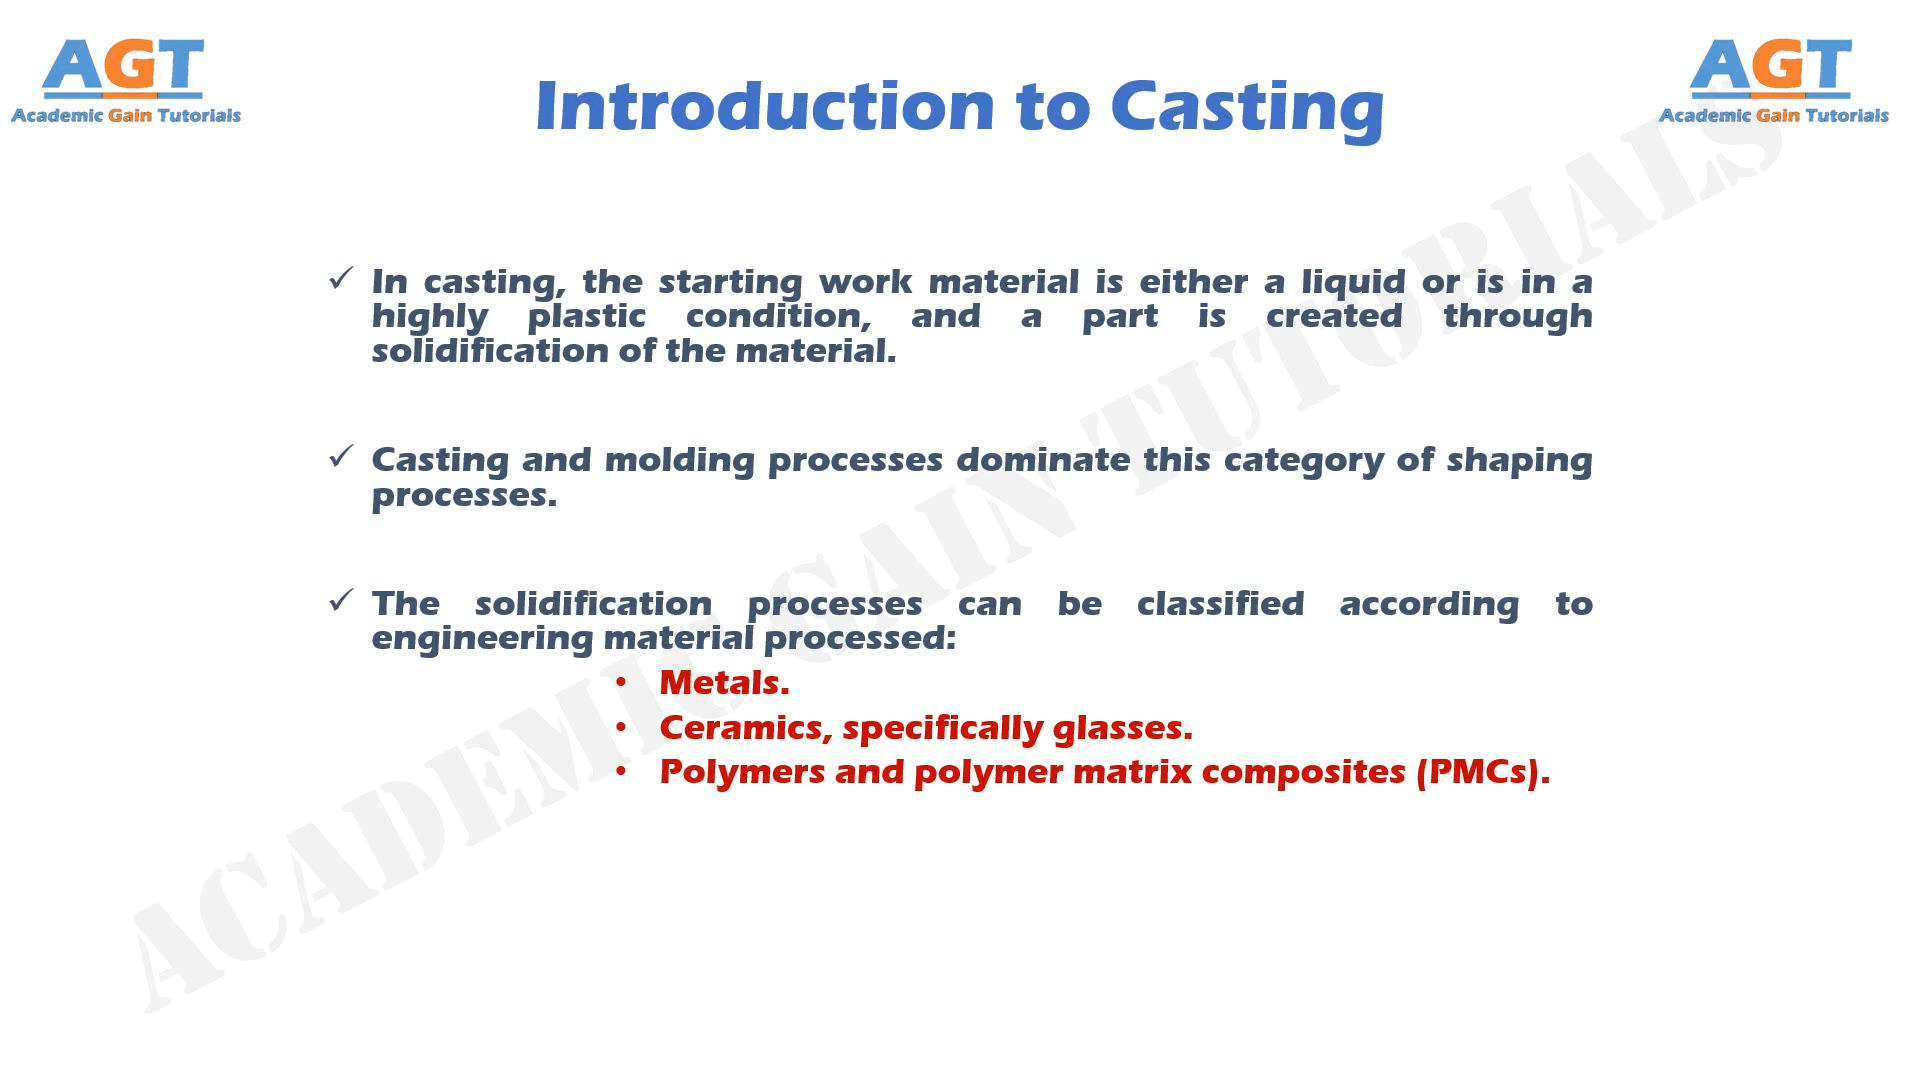 AGT
Academic Gain Tutorials
AGT
Academic Gain Tutorials
Introduction to Casting
✓ In casting, the starting work material is either a liquid or is in a
highly plastic condition, and a part is created through
solidification of the material.
✓ Casting and molding processes dominate this category of shaping
processes.
✓ The solidification processes can be classified according to
engineering material processed:
• Metals.
• Ceramics, specifically glasses.
• Polymers and polymer matrix composites (PMCs).
ACADEMIC GAIN TUTORIALS